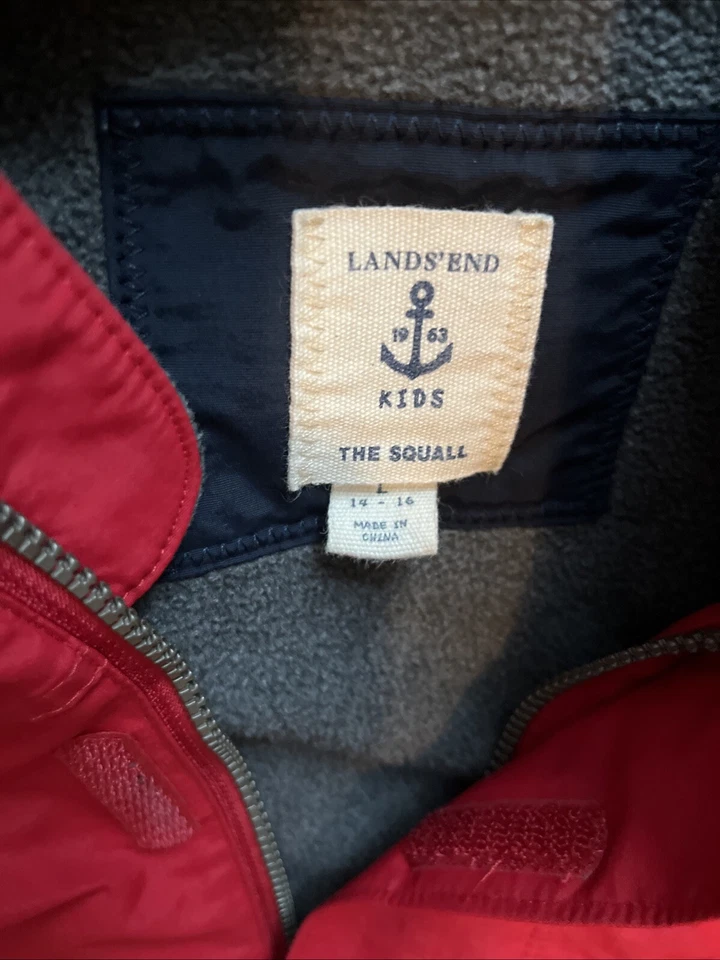 LANDS' END
19 63
KIDS
THE SQUALL
L
14 - 16
MADE IN
CHINA